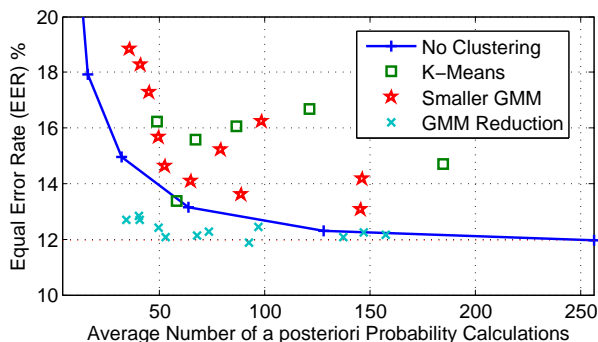 20
18
16
14
12
10
Equal Error Rate (EER) %
No Clustering
K-Means
Smaller GMM
GMM Reduction
50
100
150
200
250
Average Number of a posteriori Probability Calculations